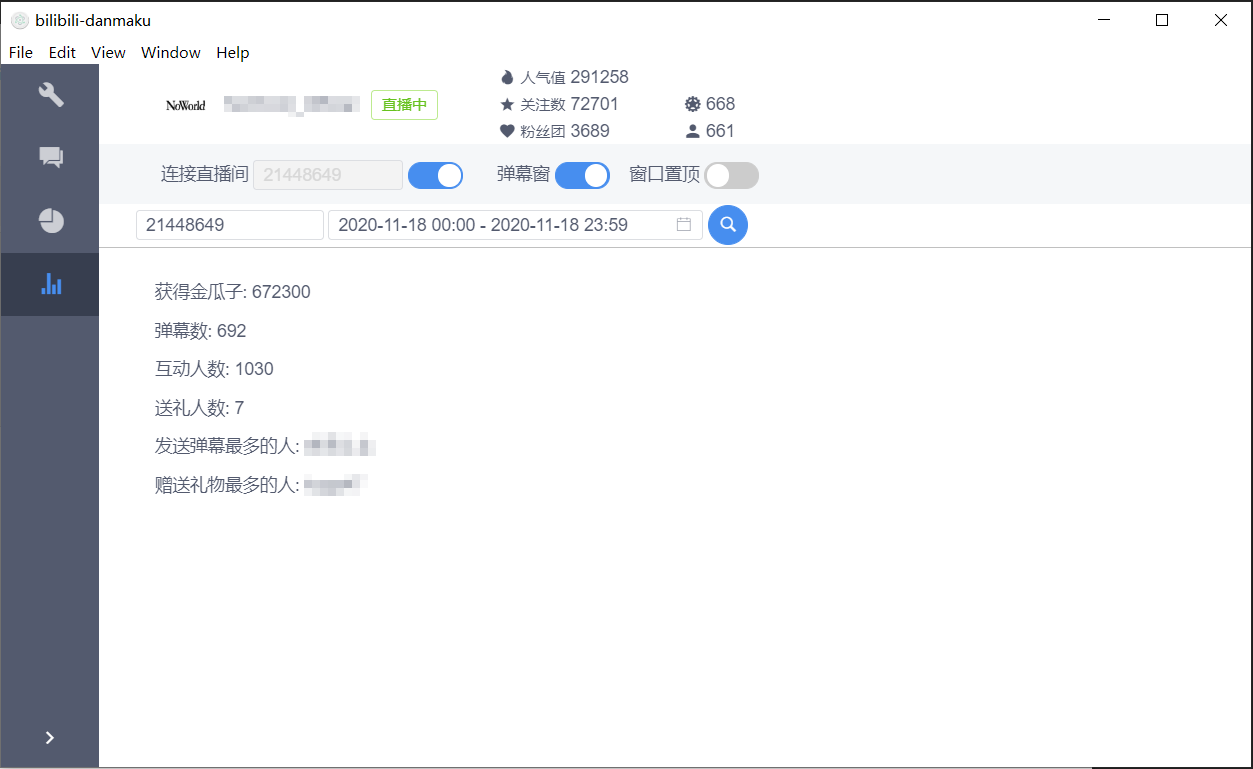 bilibili-danmaku
File Edit View Window Help
人气值 291258
NoWorld 直播中 关注数 72701 668
粉丝团 3689 661
连接直播间 21448649 弹幕窗 窗口置顶
21448649 2020-11-18 00:00 - 2020-11-18 23:59
获得金瓜子: 672300
弹幕数: 692
互动人数: 1030
送礼人数: 7
发送弹幕最多的人:
赠送礼物最多的人: